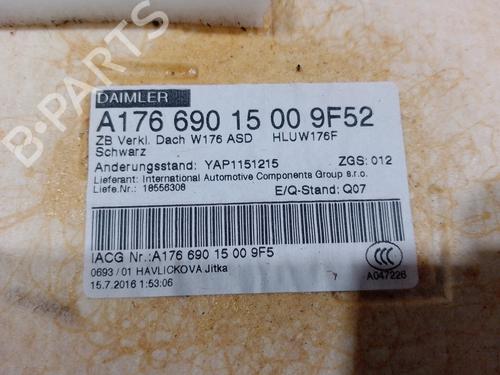 DAIMLER
A176 690 15 00 9F52
ZB Verkl. Dach W176 ASD HLUW176F
Schwarz
Änderungsstand: YAP1151215 ZGS: 012
Lieferant: International Automotive Components Group s.r.o.
Liefe.Nr.: 16556308 E/Q-Stand: Q07
IACG Nr.:A176 690 15 00 9F5
0693 / 01 HAVLICKOVA Jitka
15.7.2016 1:53:06
CCC
A047226
B-PARTS